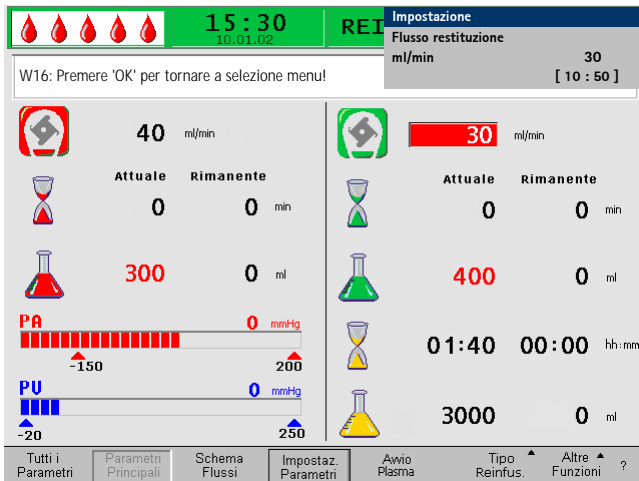 15:30
10.01.02
REI
Impostazione
Flusso restituzione
ml/min 30
[ 10 : 50 ]
W16: Premere 'OK' per tornare a selezione menu!
40 ml/min
Attuale Rimanente
0 0 min
300 0 ml
PA 0 mmHg
-150 200
PV 0 mmHg
-20 250
30 ml/min
Attuale Rimanente
0 0 min
400 0 ml
01:40 00:00 hh:mm
3000 0 ml
Tutti i
Parametri
Parametri
Principali
Schema
Flussi
Impostaz.
Parametri
Avvio
Plasma
Tipo
Reinfus.
Altre
Funzioni
?